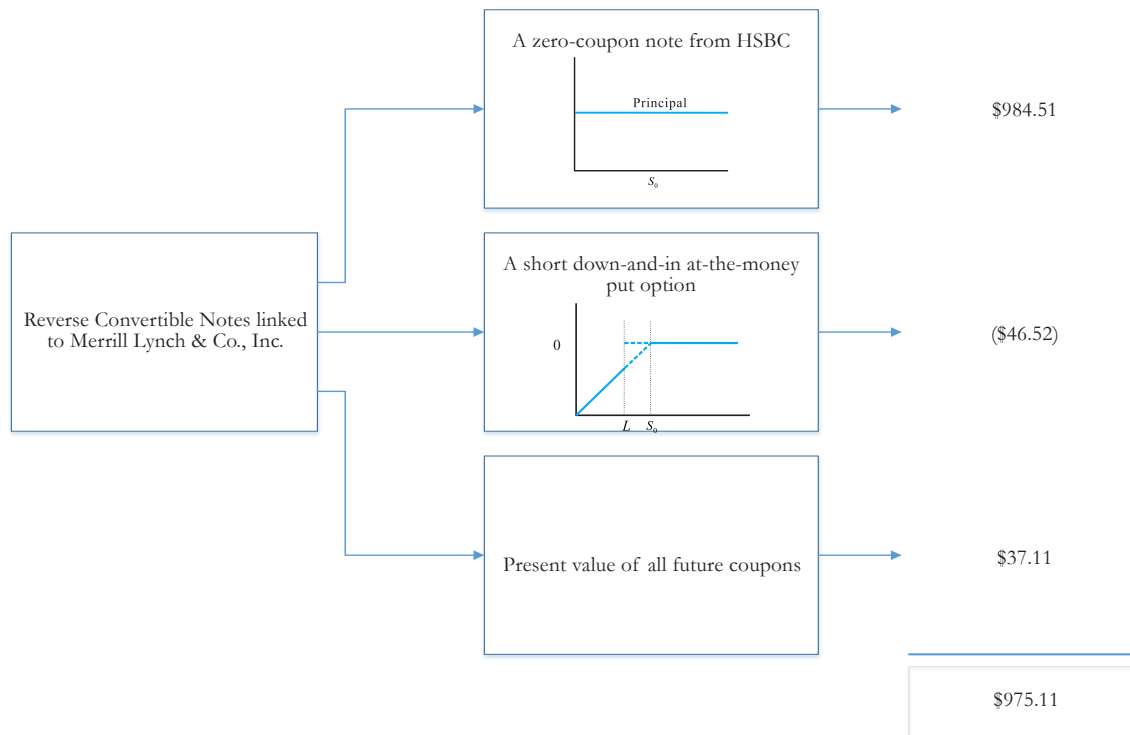 A zero-coupon note from HSBC
Principal
S₀
$984.51
Reverse Convertible Notes linked
to Merrill Lynch & Co., Inc.
A short down-and-in at-the-money
put option
0
L S₀
($46.52)
Present value of all future coupons
$37.11
$975.11